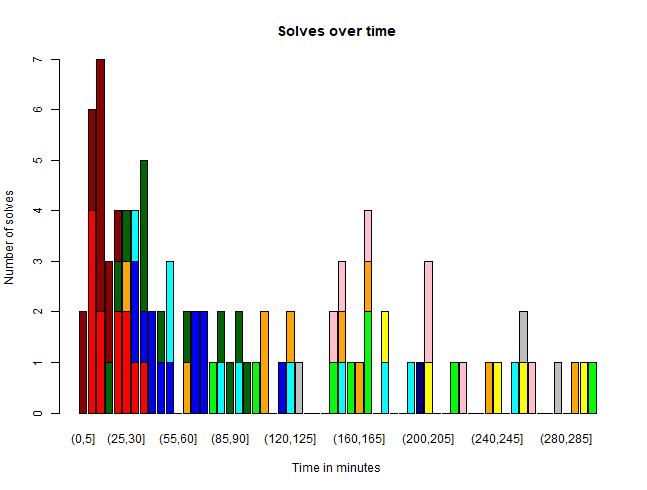 Solves over time
Number of solves
7
6
5
4
3
2
1
0
(0,5] (25,30] (55,60] (85,90] (120,125] (160,165] (200,205] (240,245] (280,285]
Time in minutes